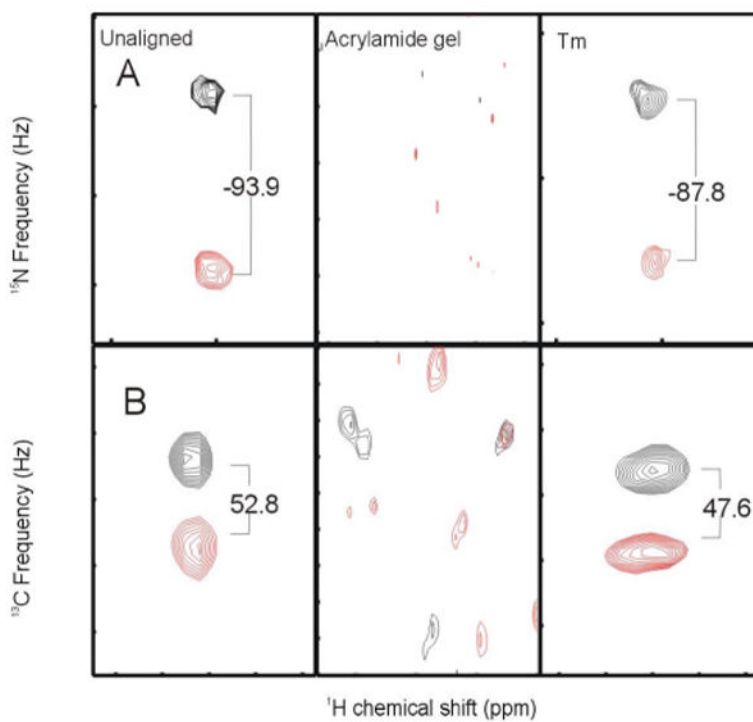 Unaligned
Acrylamide gel
Tm
A
-93.9
-87.8
¹⁵N Frequency (Hz)
B
52.8
47.6
¹³C Frequency (Hz)
¹H chemical shift (ppm)